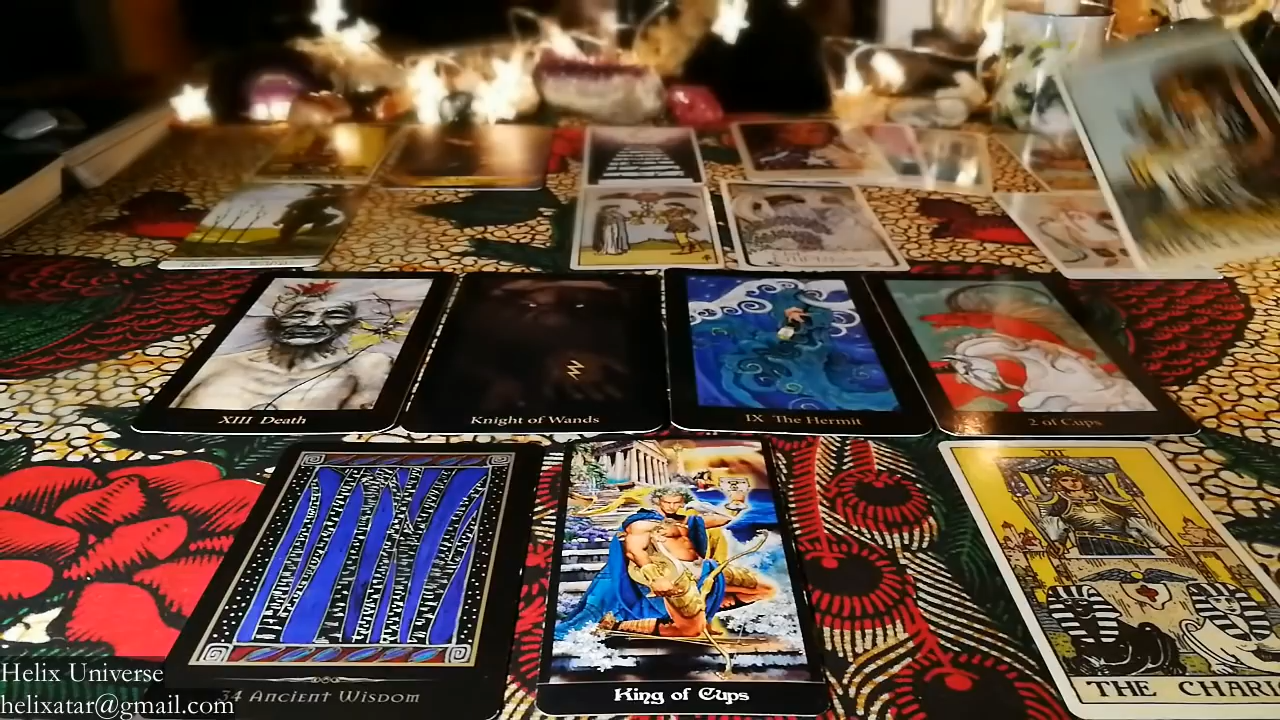 XIII Death
Knight of Wands
IX The Hermit
2 of Cups
VII
34 Ancient Wisdom
King of Cups
THE CHARI
Helix Universe
helixatar@gmail.com